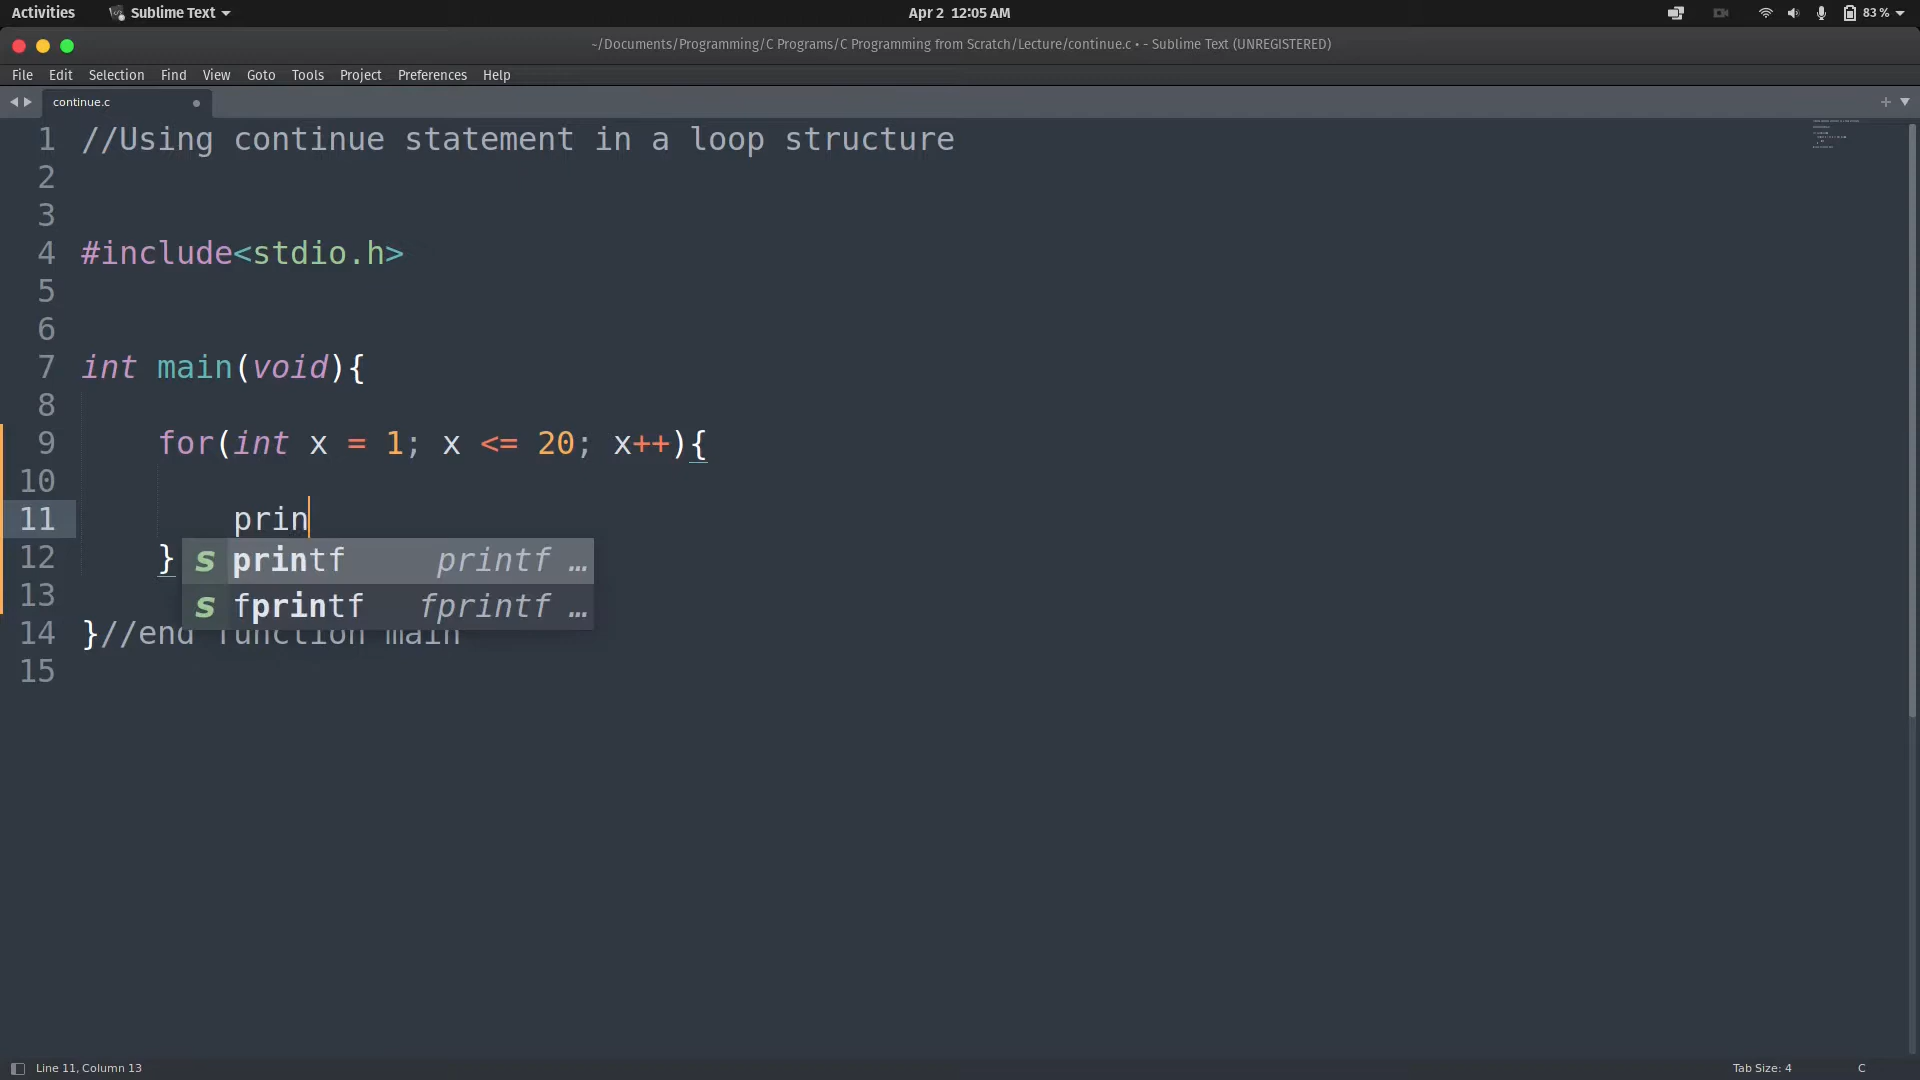 Activities Sublime Text Apr 2 12:05 AM 83 %
~/Documents/Programming/C Programs/C Programming from Scratch/Lecture/continue.c • - Sublime Text (UNREGISTERED)
File Edit Selection Find View Goto Tools Project Preferences Help
continue.c
1 //Using continue statement in a loop structure
2
3
4 #include<stdio.h>
5
6
7 int main(void){
8
9 for(int x = 1; x <= 20; x++){
10
11 prin
12 } s printf printf …
13 s fprintf fprintf …
14 }//end function main
15
Line 11, Column 13 Tab Size: 4 C